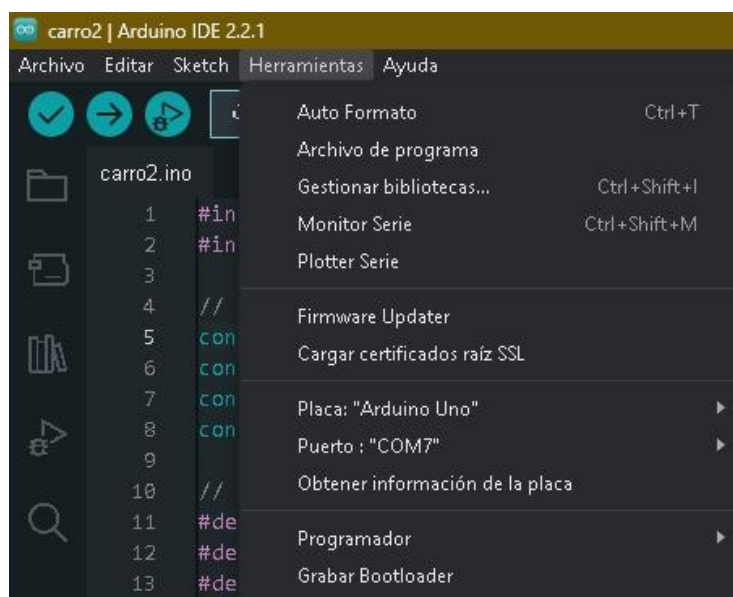 carro2 | Arduino IDE 2.2.1
Archivo Editar Sketch Herramientas Ayuda
Auto Formato Ctrl+T
Archivo de programa
carro2.ino
Gestionar bibliotecas... Ctrl+Shift+I
Monitor Serie Ctrl+Shift+M
Plotter Serie
Firmware Updater
Cargar certificados raíz SSL
Placa: "Arduino Uno"
Puerto : "COM7"
Obtener información de la placa
Programador
Grabar Bootloader
1 #in
2 #in
3
4 //
5 con
6 con
7 con
8 con
9
10 //
11 #de
12 #de
13 #de